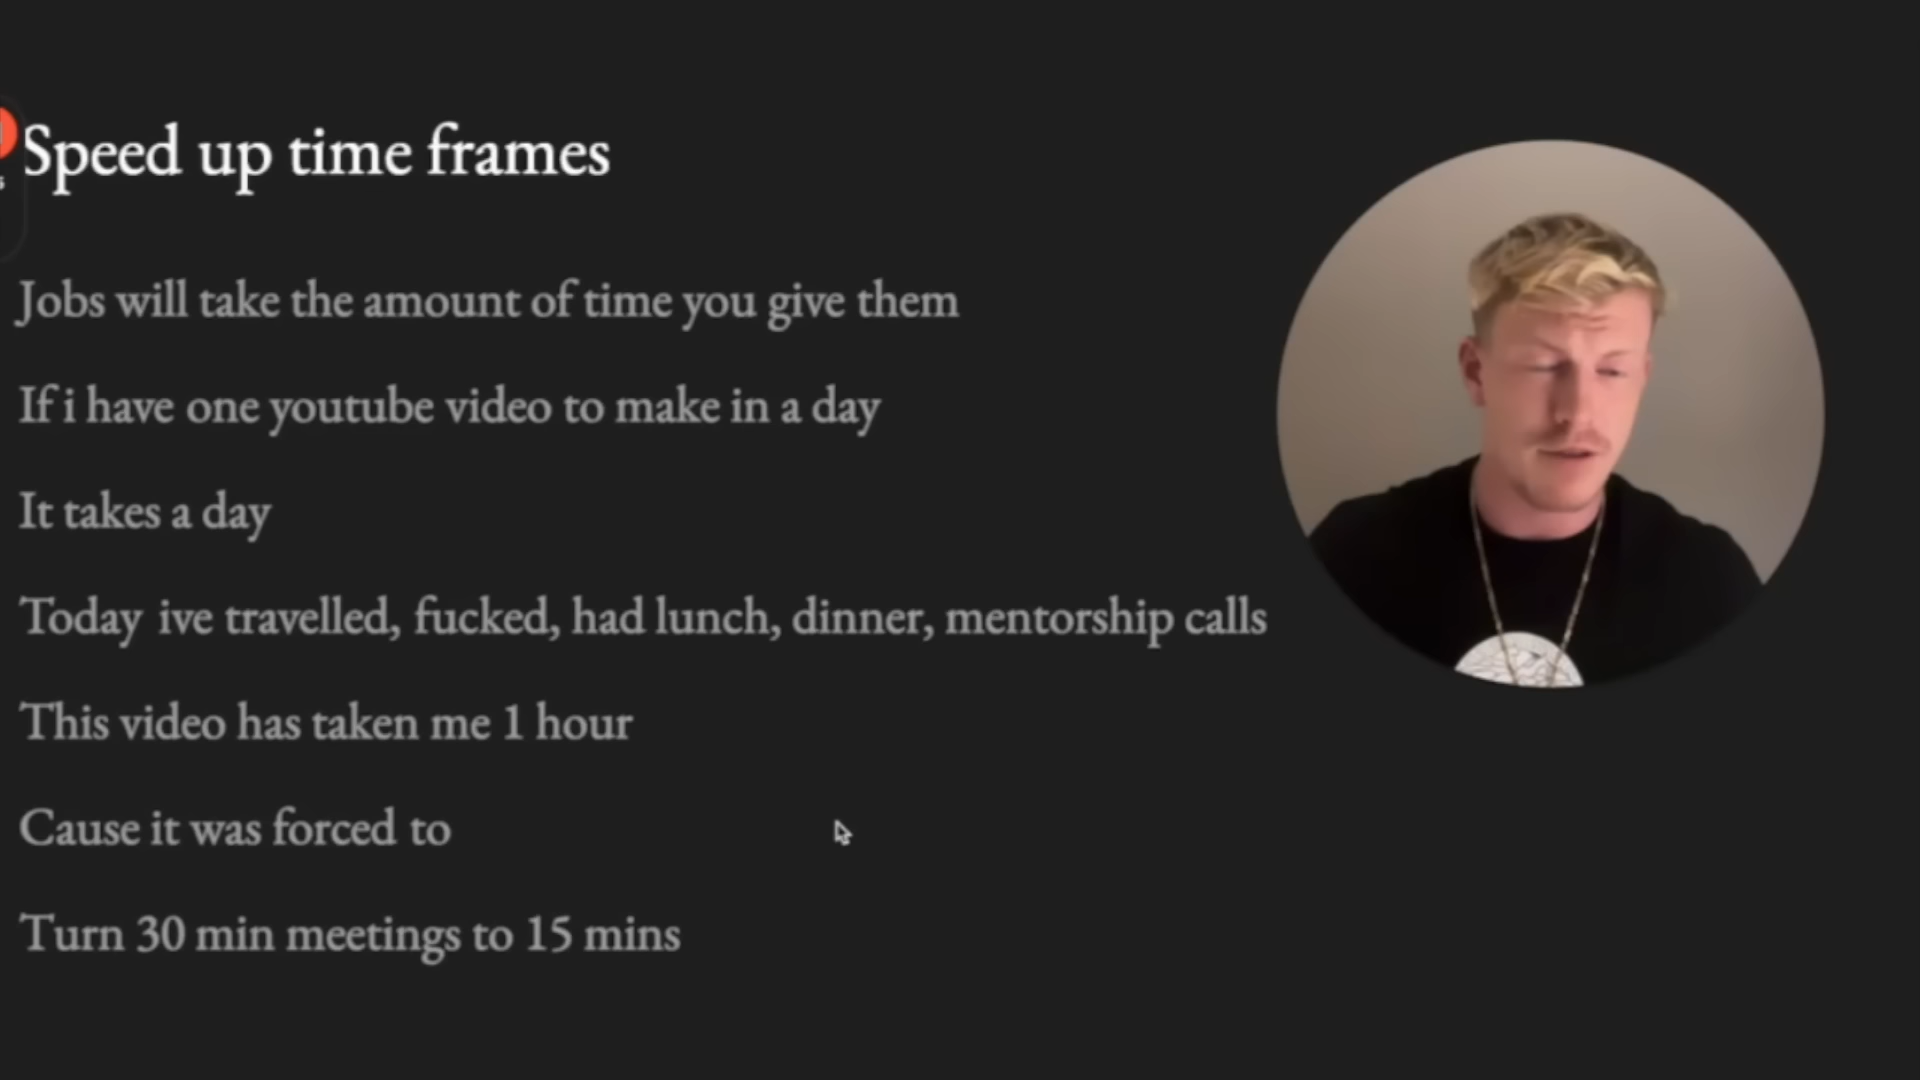 Speed up time frames
Jobs will take the amount of time you give them
If i have one youtube video to make in a day
It takes a day
Today ive travelled, fucked, had lunch, dinner, mentorship calls
This video has taken me 1 hour
Cause it was forced to
Turn 30 min meetings to 15 mins